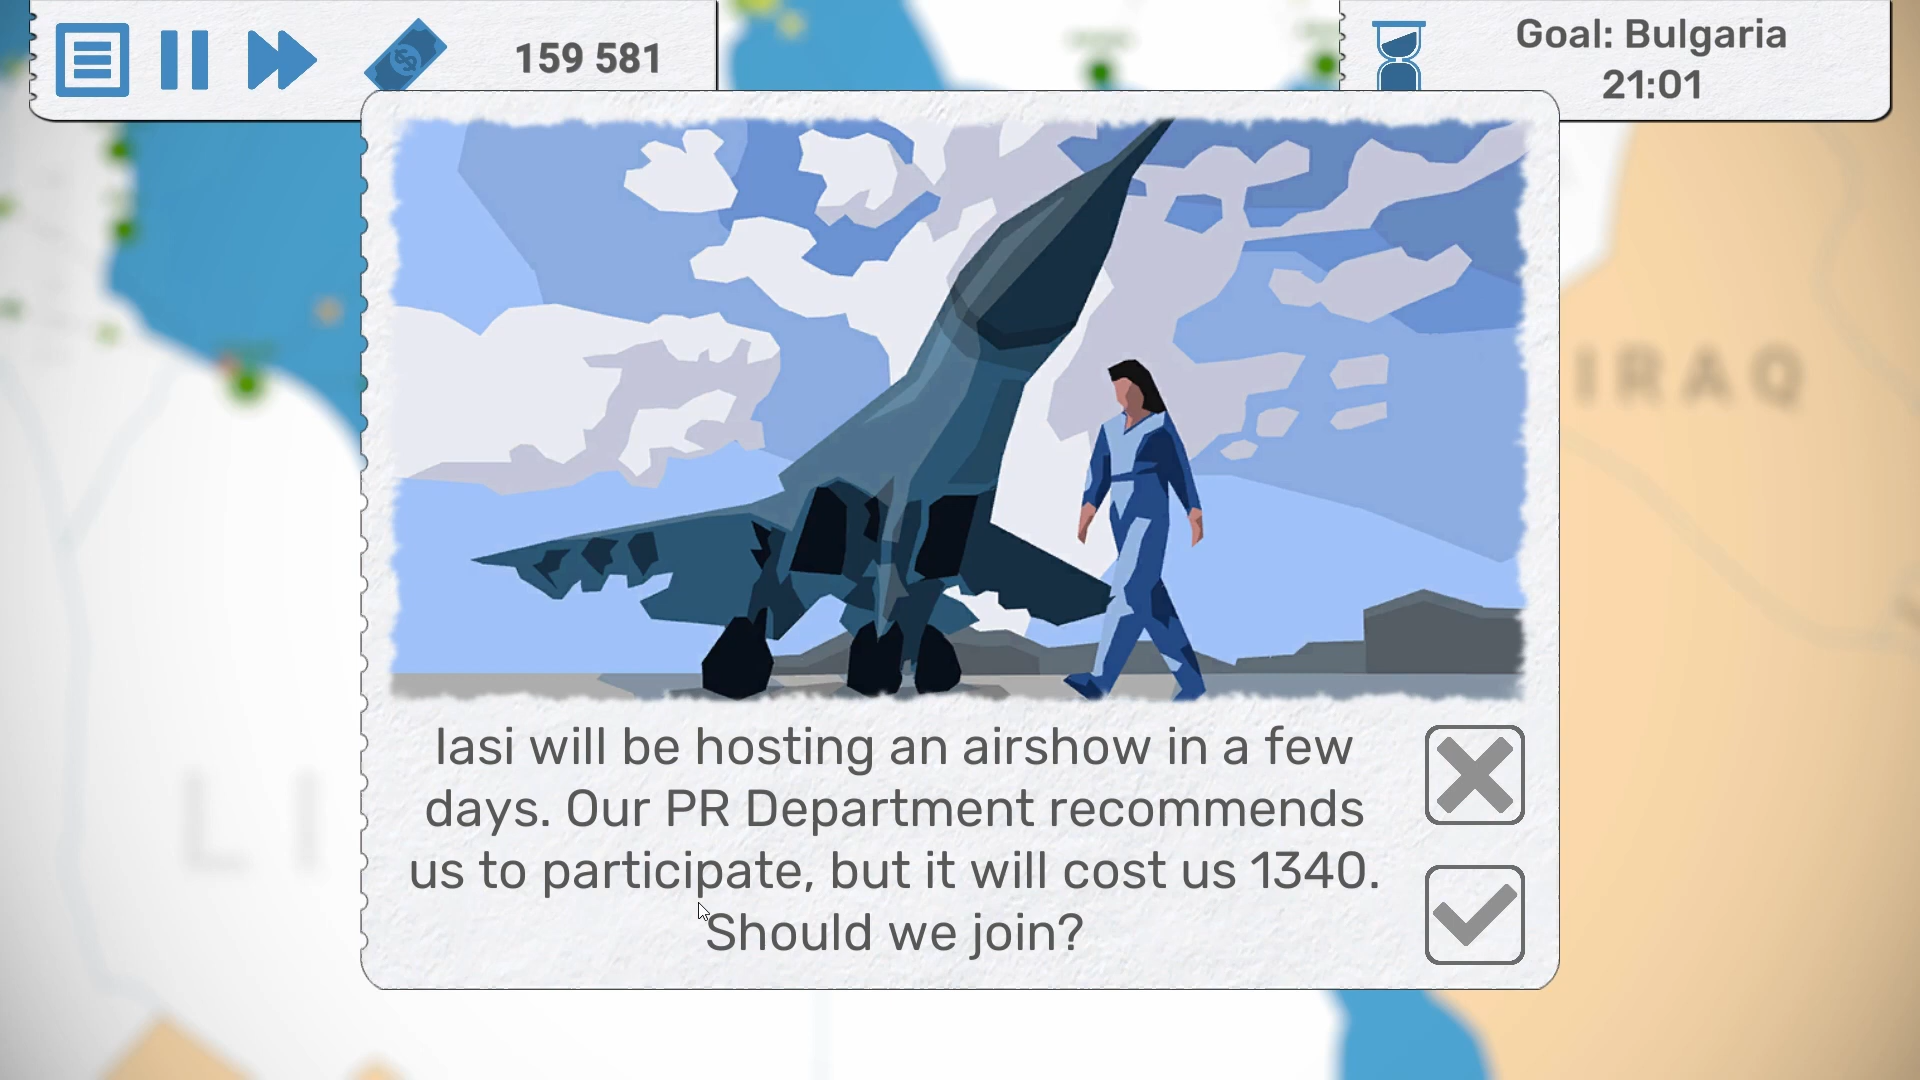 159 581
Goal: Bulgaria
21:01
IRAQ
LI
Iasi will be hosting an airshow in a few
days. Our PR Department recommends
us to participate, but it will cost us 1340.
Should we join?